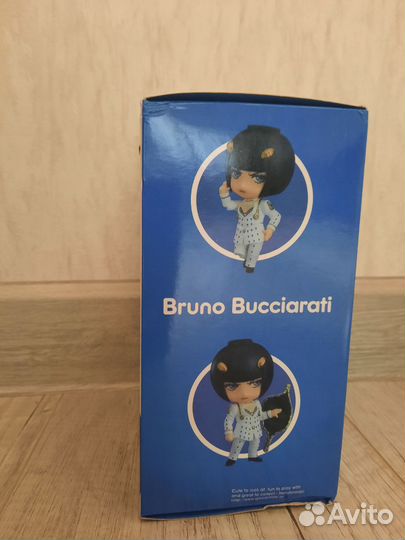 Bruno Bucciarati
Cute to look at, fun to play with
and great to collect - Nendoroid!
Avito